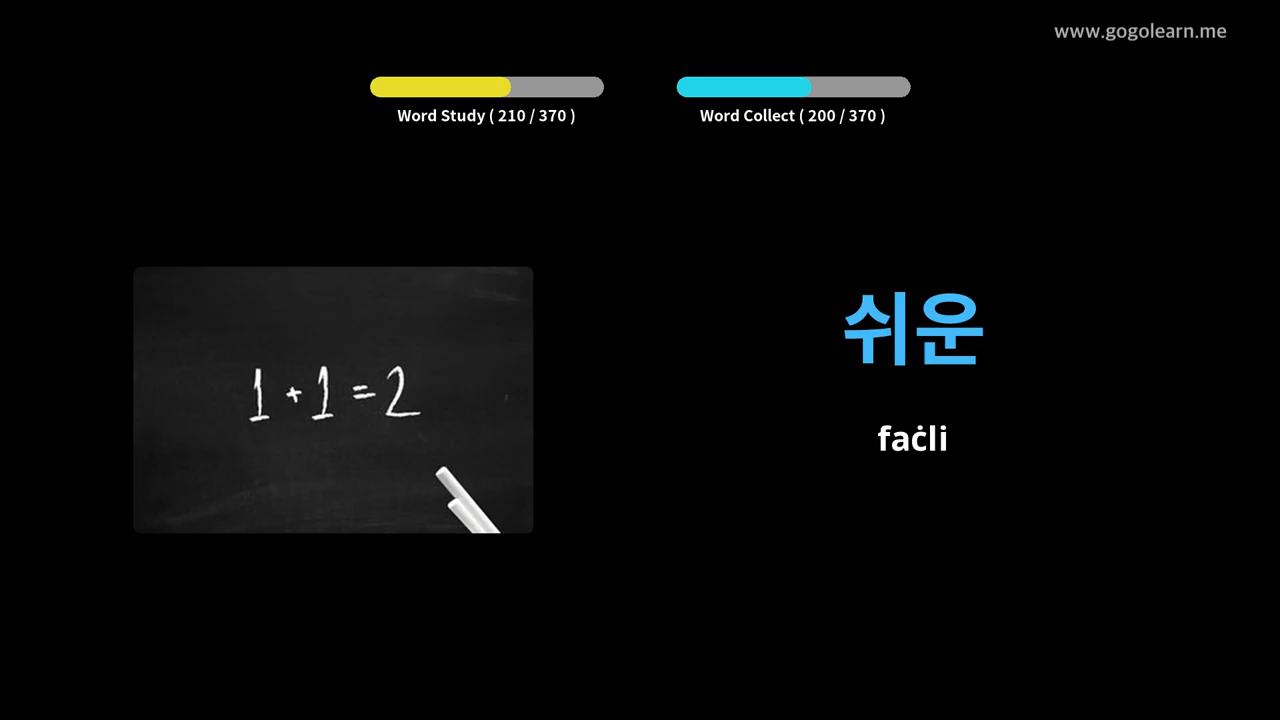 www.gogolearn.me
Word Study ( 210 / 370 )
Word Collect ( 200 / 370 )
1 + 1 = 2
쉬운
faċli